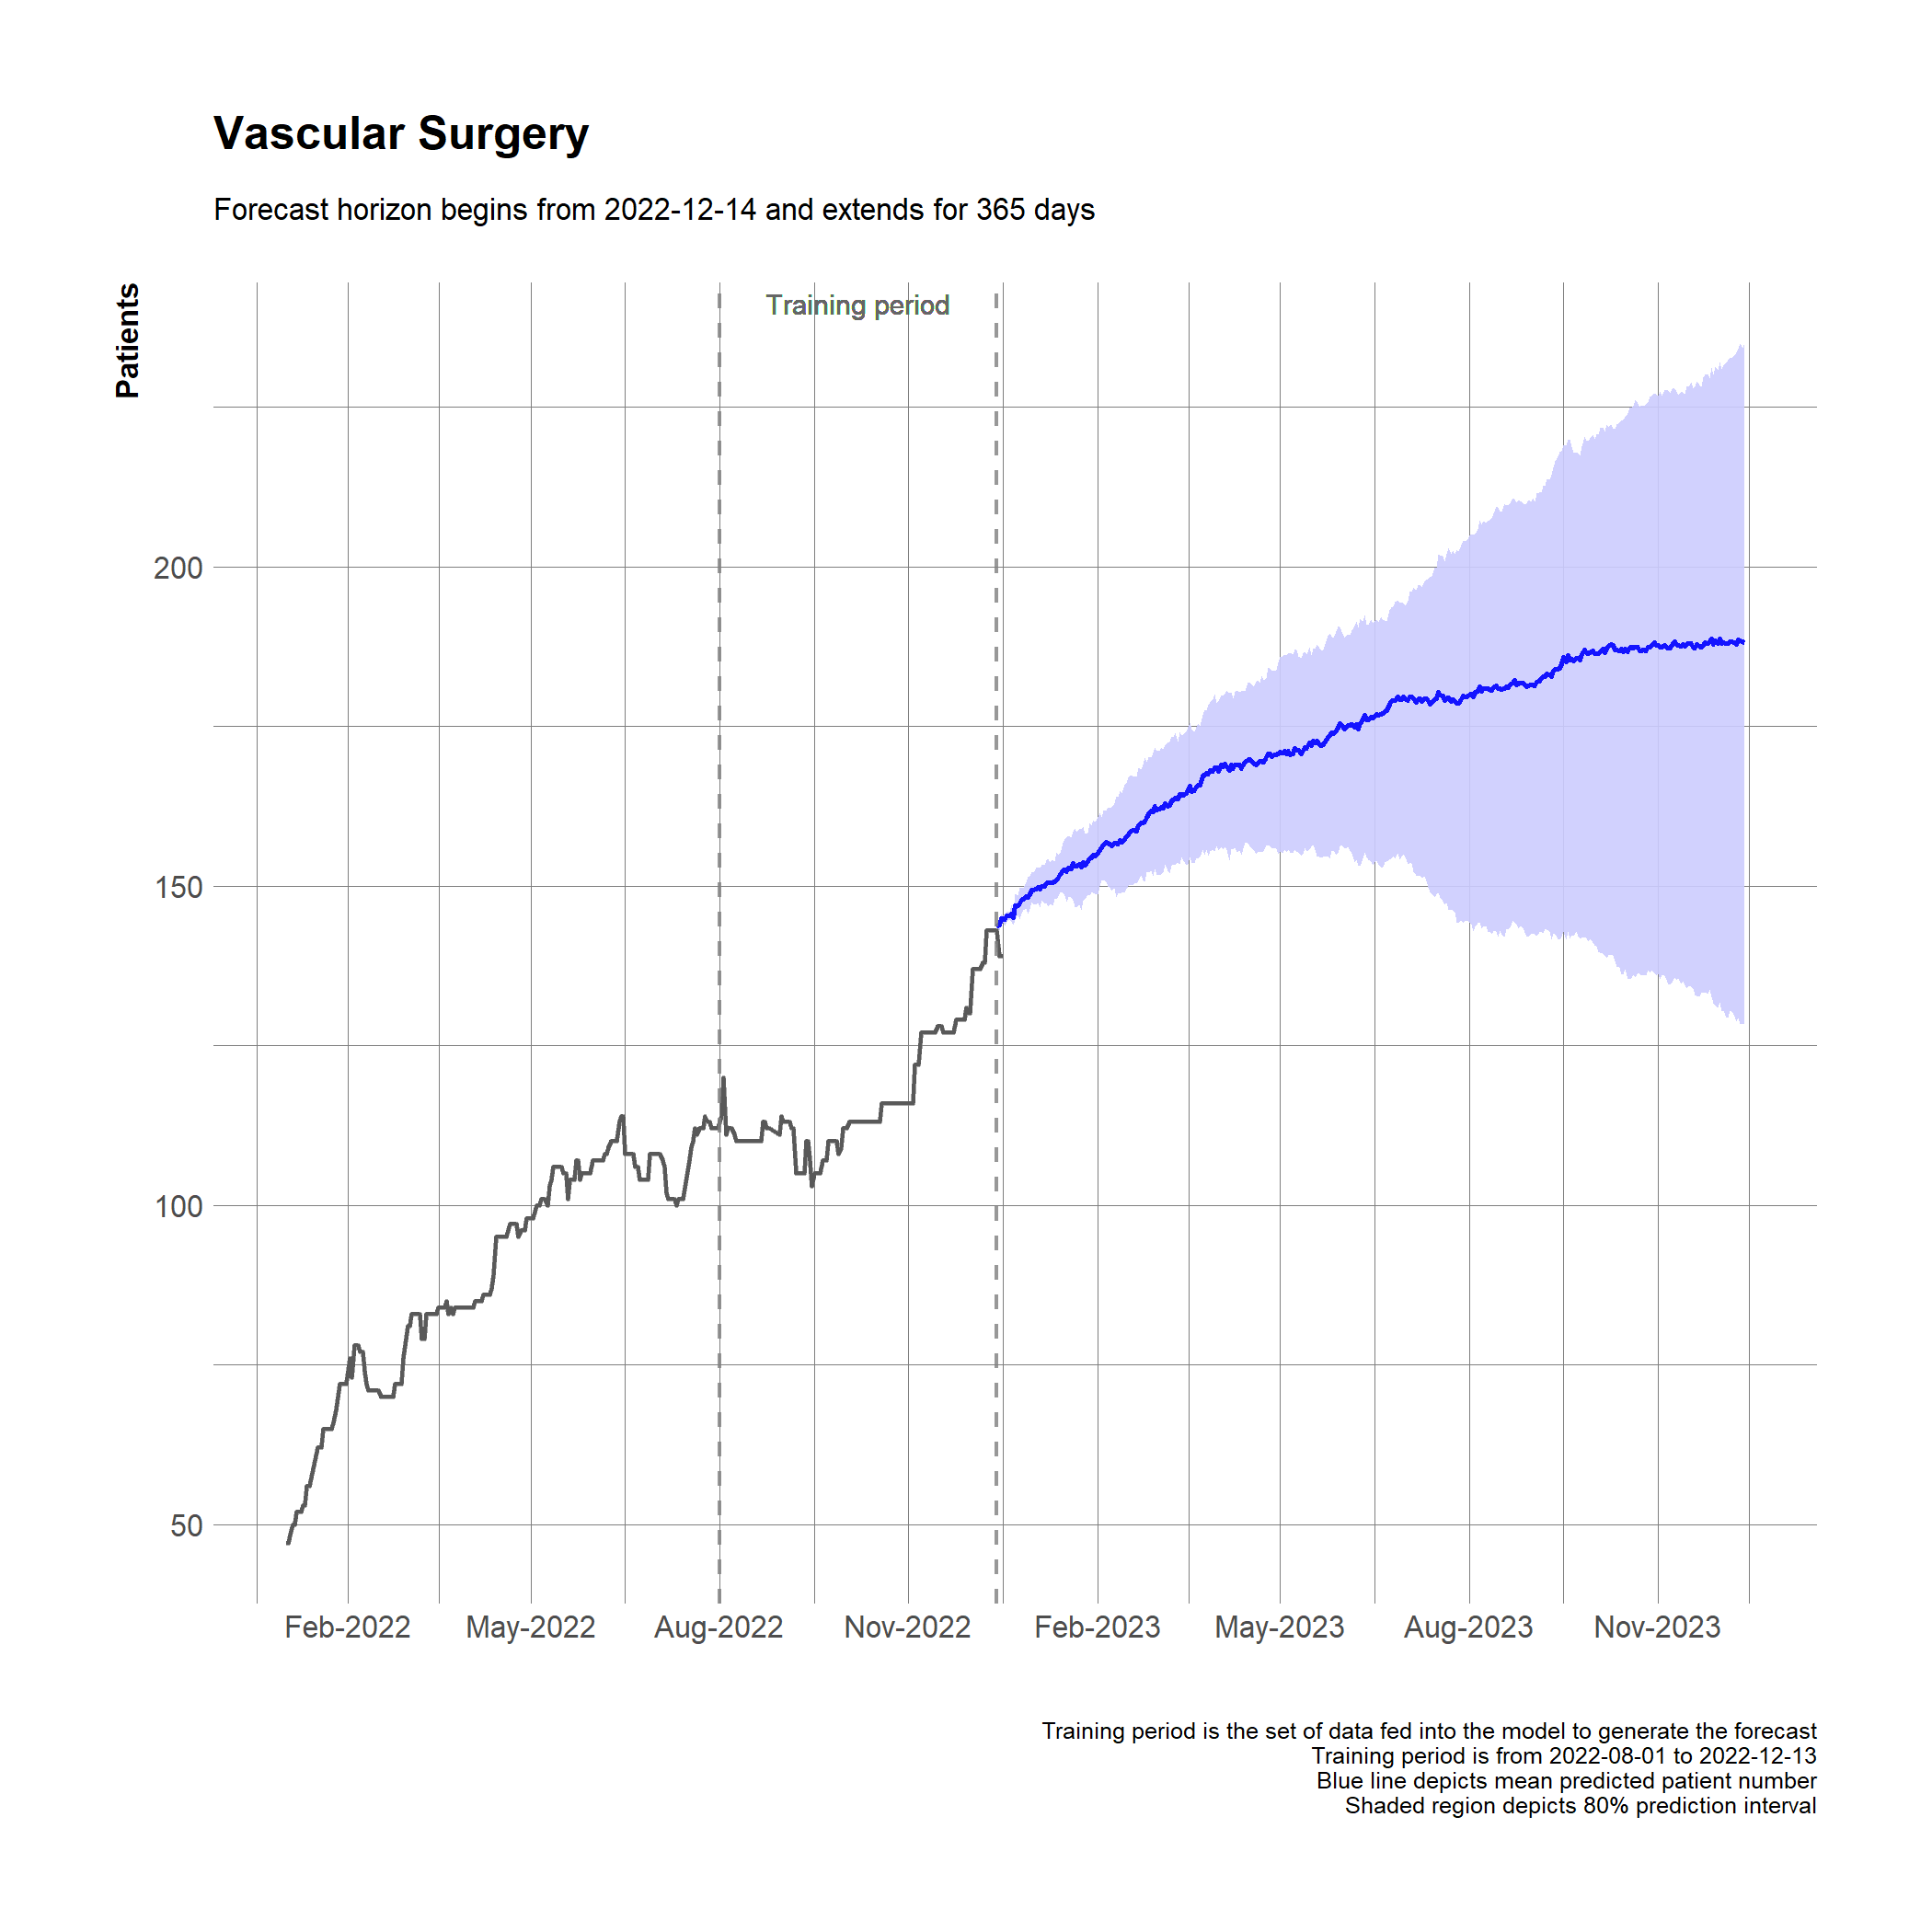 Vascular Surgery
Forecast horizon begins from 2022-12-14 and extends for 365 days
Patients
Training period
200
150
100
50
Feb-2022 May-2022 Aug-2022 Nov-2022 Feb-2023 May-2023 Aug-2023 Nov-2023
Training period is the set of data fed into the model to generate the forecast
Training period is from 2022-08-01 to 2022-12-13
Blue line depicts mean predicted patient number
Shaded region depicts 80% prediction interval